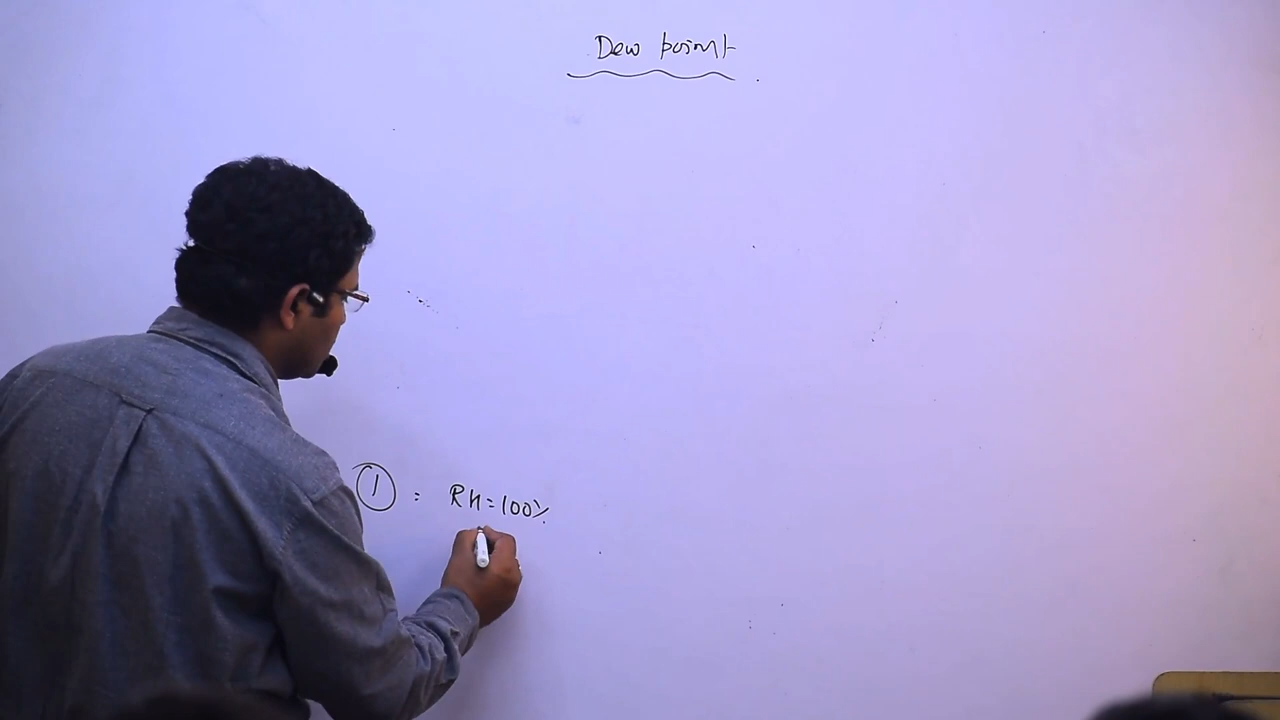 Dew point
① : RH=100%